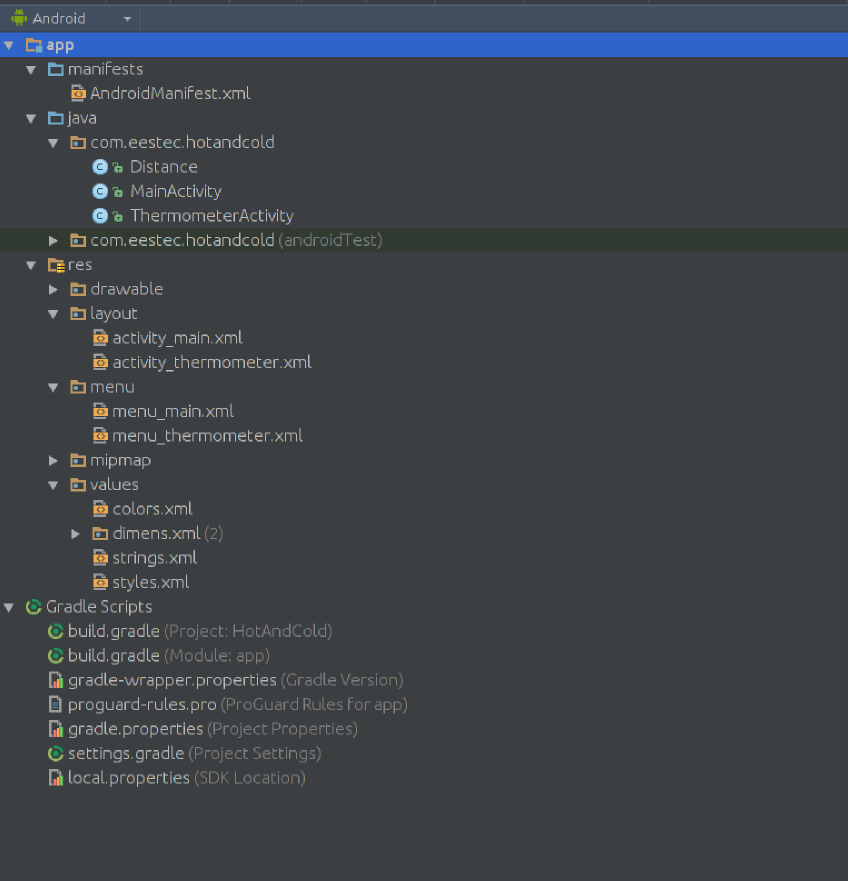 Android
app
manifests
AndroidManifest.xml
java
com.eestec.hotandcold
Distance
MainActivity
ThermometerActivity
com.eestec.hotandcold (androidTest)
res
drawable
layout
activity_main.xml
activity_thermometer.xml
menu
menu_main.xml
menu_thermometer.xml
mipmap
values
colors.xml
dimens.xml (2)
strings.xml
styles.xml
Gradle Scripts
build.gradle (Project: HotAndCold)
build.gradle (Module: app)
gradle-wrapper.properties (Gradle Version)
proguard-rules.pro (ProGuard Rules for app)
gradle.properties (Project Properties)
settings.gradle (Project Settings)
local.properties (SDK Location)